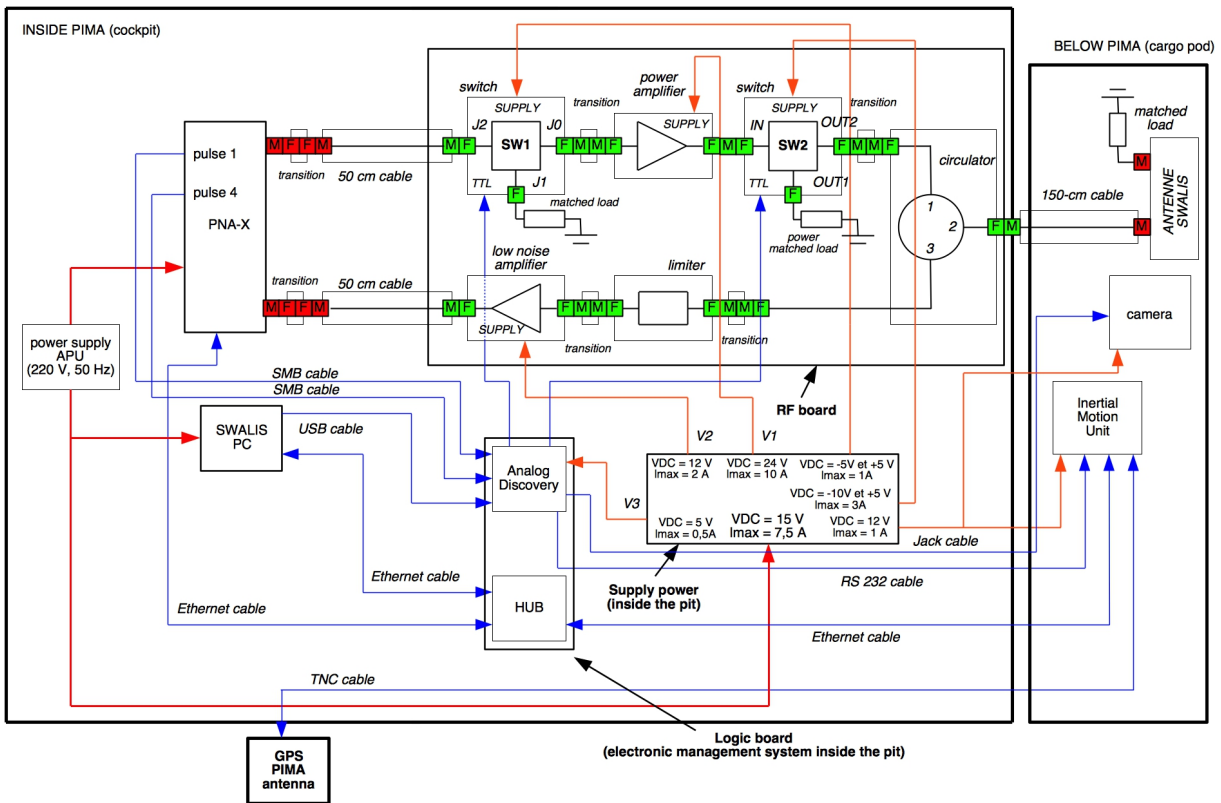 INSIDE PIMA (cockpit)
BELOW PIMA (cargo pod)
switch
SUPPLY
J2
J0
SW1
TTL
J1
matched load
transition
power
amplifier
SUPPLY
switch
SUPPLY
IN
OUT2
SW2
TTL
OUT1
power
matched load
transition
circulator
1
2
3
matched
load
M
M
ANTENNE
SWALIS
150-cm cable
F M
pulse 1
pulse 4
PNA-X
M F F M
transition
50 cm cable
M F
F
F M M F
F M F
F
F M M F
low noise
amplifier
SUPPLY
limiter
M F F M
transition
50 cm cable
M F
F M M F
transition
F M M F
transition
camera
power supply
APU
(220 V, 50 Hz)
SMB cable
SMB cable
RF board
Inertial
Motion
Unit
SWALIS
PC
USB cable
V2
V1
Analog
Discovery
V3
VDC = 12 V
Imax = 2 A
VDC = 24 V
Imax = 10 A
VDC = -5V et +5 V
Imax = 1A
VDC = -10V et +5 V
Imax = 3A
VDC = 5 V
Imax = 0,5A
VDC = 15 V
Imax = 7,5 A
VDC = 12 V
Imax = 1 A
Jack cable
Ethernet cable
RS 232 cable
Supply power
(inside the pit)
HUB
Ethernet cable
Ethernet cable
TNC cable
Logic board
(electronic management system inside the pit)
GPS
PIMA
antenna